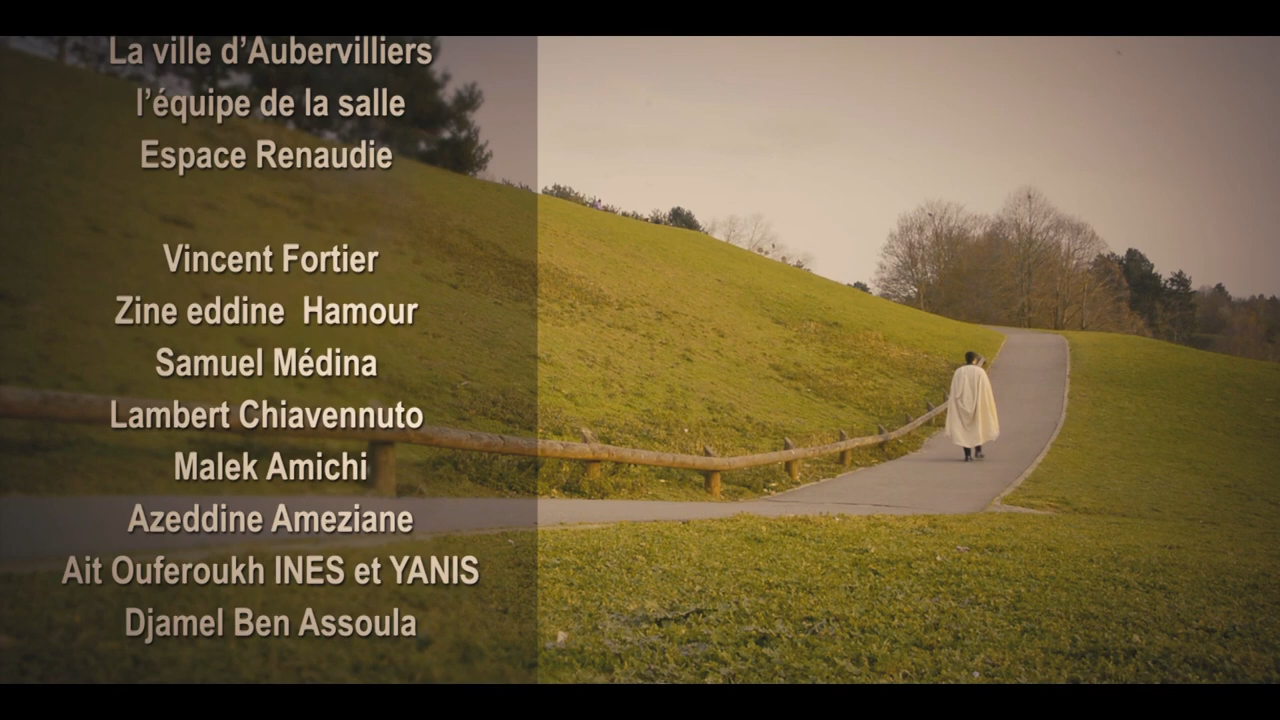 La ville d’Aubervilliers
l’équipe de la salle
Espace Renaudie
Vincent Fortier
Zine eddine  Hamour
Samuel Médina
Lambert Chiavennuto
Malek Amichi
Azeddine Ameziane
Ait Ouferoukh INES et YANIS
Djamel Ben Assoula